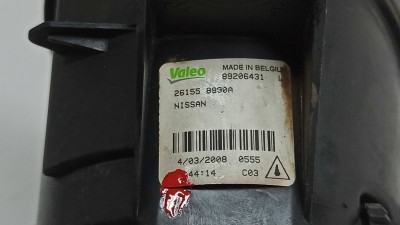 Valeo MADE IN BELGIUM
89206431
26155 8990A
NISSAN
4/03/2008 0555
:44:14 C03